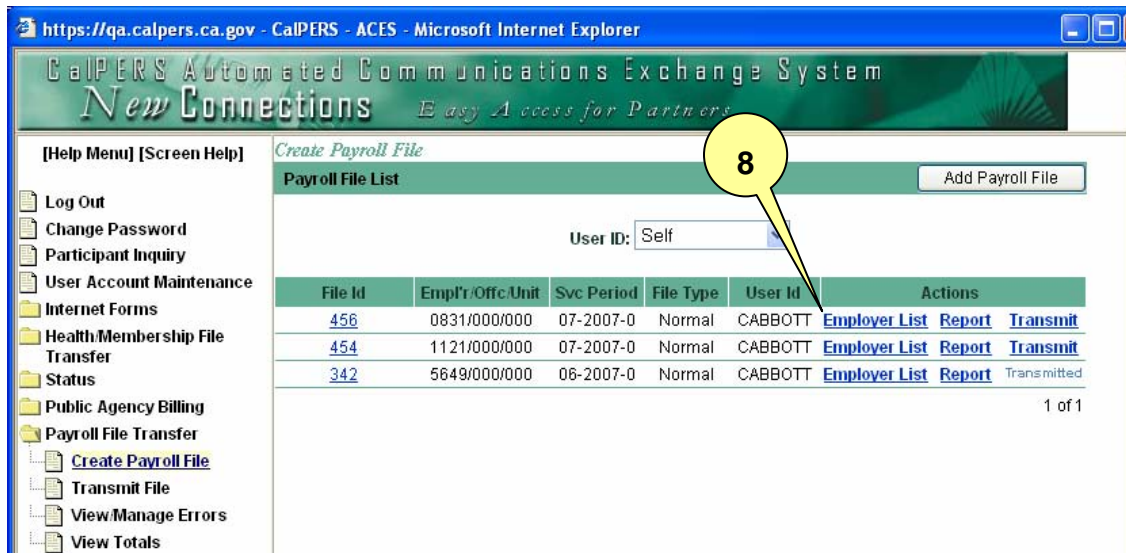 https://qa.calpers.ca.gov - CalPERS - ACES - Microsoft Internet Explorer
CalPERS Automated Communications Exchange System
New Connections Easy Access for Partners
[Help Menu] [Screen Help]
Create Payroll File
Payroll File List
Add Payroll File
8
User ID: Self
Log Out
Change Password
Participant Inquiry
User Account Maintenance
Internet Forms
Health/Membership File
Transfer
Status
Public Agency Billing
Payroll File Transfer
Create Payroll File
Transmit File
View/Manage Errors
View Totals
File Id Empl'r/Offc/Unit Svc Period File Type User Id Actions
456 0831/000/000 07-2007-0 Normal CABBOTT Employer List Report Transmit
454 1121/000/000 07-2007-0 Normal CABBOTT Employer List Report Transmit
342 5649/000/000 06-2007-0 Normal CABBOTT Employer List Report Transmitted
1 of 1